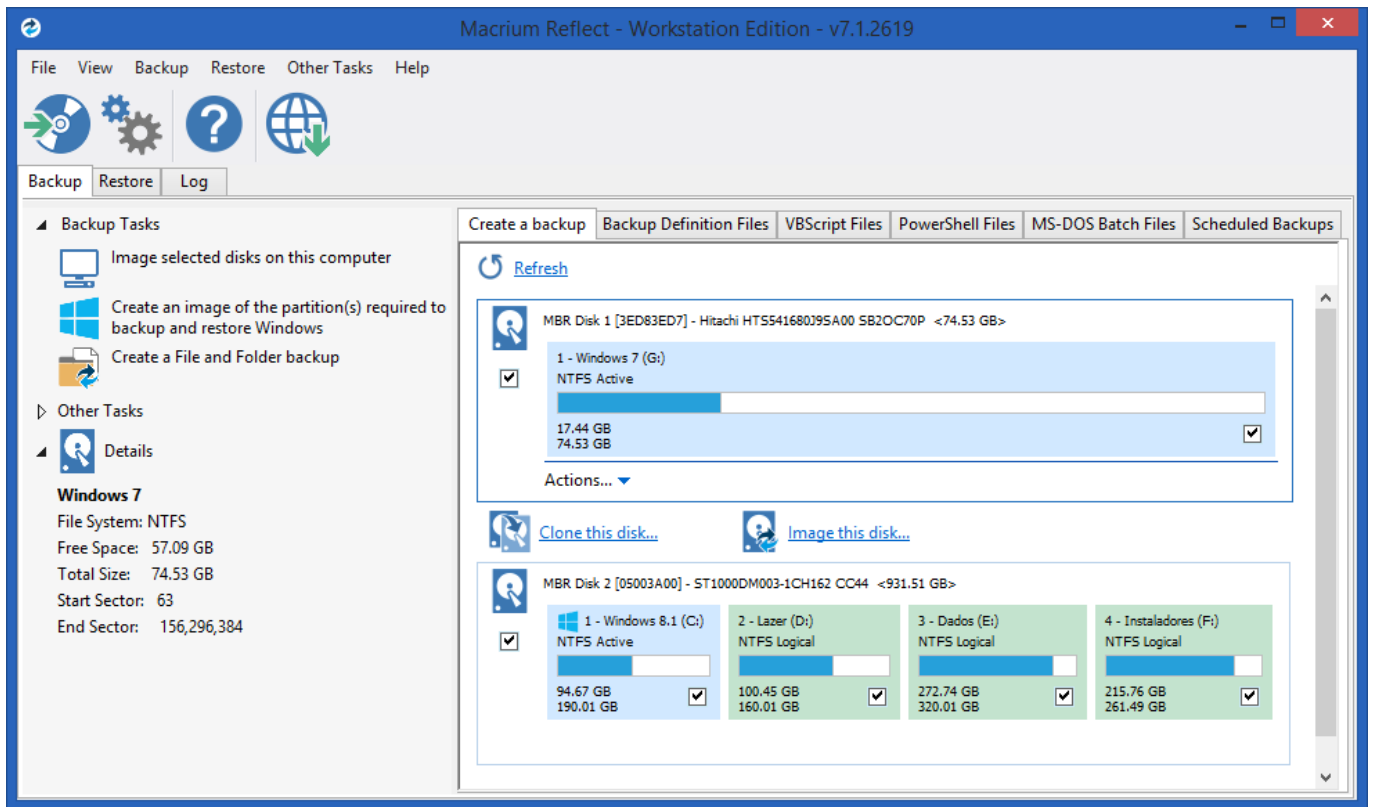 Macrium Reflect - Workstation Edition - v7.1.2619
File View Backup Restore Other Tasks Help
Backup Restore Log
Backup Tasks
Image selected disks on this computer
Create an image of the partition(s) required to
backup and restore Windows
Create a File and Folder backup
Other Tasks
Details
Windows 7
File System: NTFS
Free Space: 57.09 GB
Total Size: 74.53 GB
Start Sector: 63
End Sector: 156,296,384
Create a backup Backup Definition Files VBScript Files PowerShell Files MS-DOS Batch Files Scheduled Backups
Refresh
MBR Disk 1 [3ED83ED7] - Hitachi HTS541680J9SA00 SB2OC70P <74.53 GB>
1 - Windows 7 (G:)
NTFS Active
17.44 GB
74.53 GB
Actions...
Clone this disk... Image this disk...
MBR Disk 2 [05003A00] - ST1000DM003-1CH162 CC44 <931.51 GB>
1 - Windows 8.1 (C:)
NTFS Active
94.67 GB
190.01 GB
2 - Lazer (D:)
NTFS Logical
100.45 GB
160.01 GB
3 - Dados (E:)
NTFS Logical
272.74 GB
320.01 GB
4 - Instaladores (F:)
NTFS Logical
215.76 GB
261.49 GB